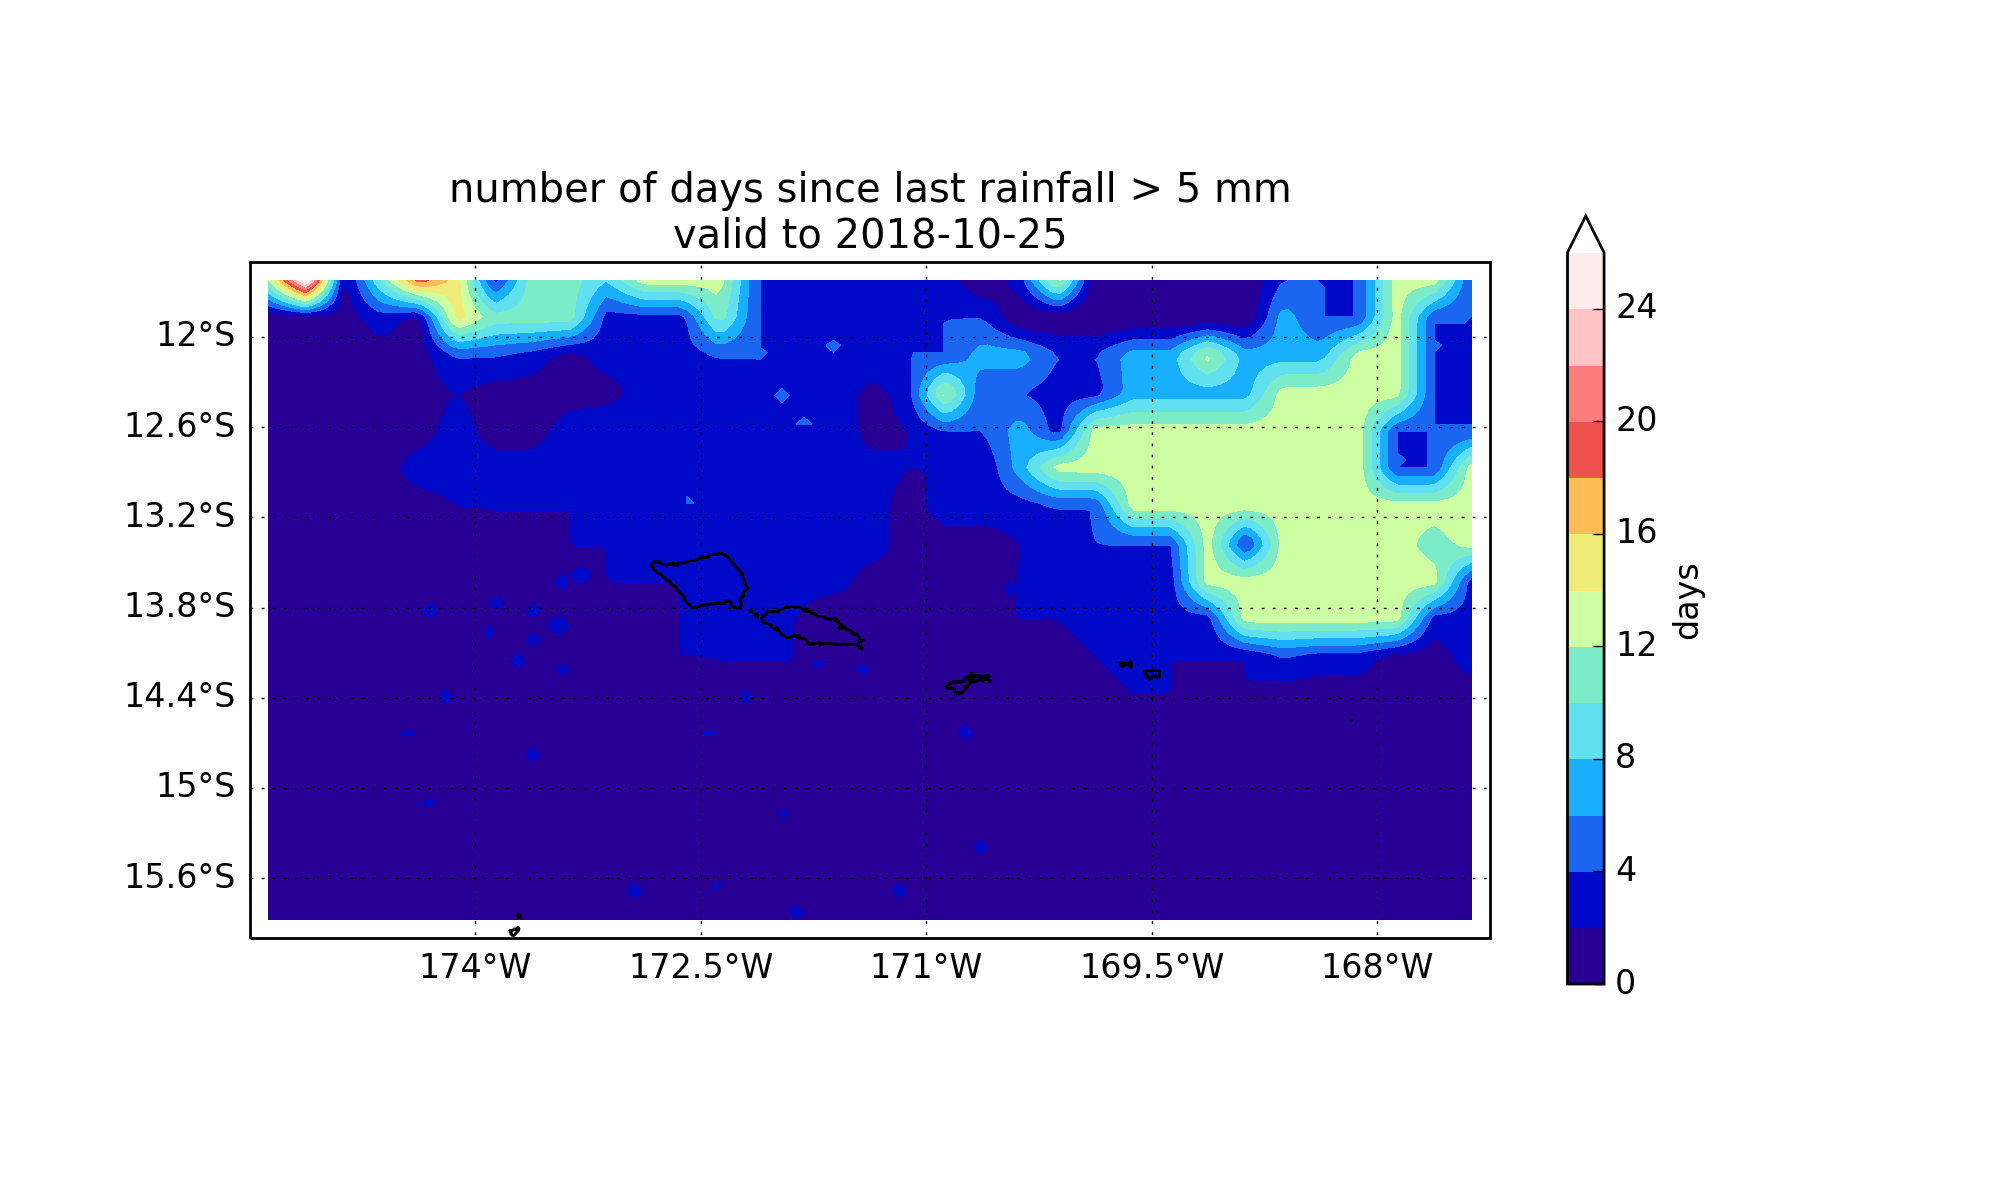 number of days since last rainfall > 5 mm
valid to 2018-10-25
12°S
12.6°S
13.2°S
13.8°S
14.4°S
15°S
15.6°S
174°W 172.5°W 171°W 169.5°W 168°W
24
20
16
12
8
4
0
days